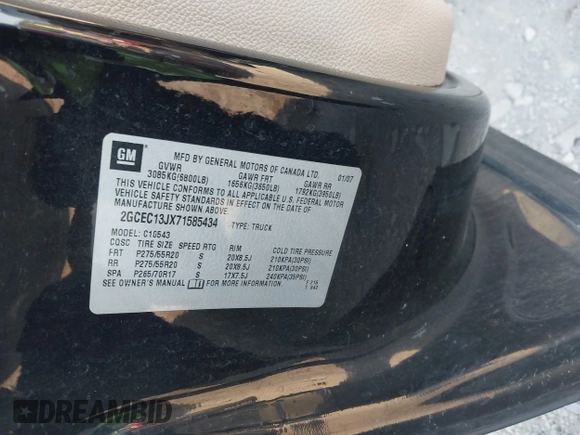 GM
MFD BY GENERAL MOTORS OF CANADA LTD. 01/07
GVWR GAWR FRT GAWR RR
3085KG(6800LB) 1656KG(3650LB) 1792KG(3950LB)
THIS VEHICLE CONFORMS TO ALL APPLICABLE U.S. FEDERAL MOTOR
VEHICLE SAFETY STANDARDS IN EFFECT ON THE DATE OF
MANUFACTURE SHOWN ABOVE.
2GCEC13JX71585434 TYPE: TRUCK
MODEL: C10543
CQSC TIRE SIZE SPEED RTG RIM COLD TIRE PRESSURE
FRT P275/55R20 S 20X8.5J 210KPA(30PSI)
RR P275/55R20 S 20X8.5J 210KPA(30PSI)
SPA P265/70R17 S 17X7.5J 240KPA(35PSI)
SEE OWNER'S MANUAL FOR MORE INFORMATION
DREAMBID